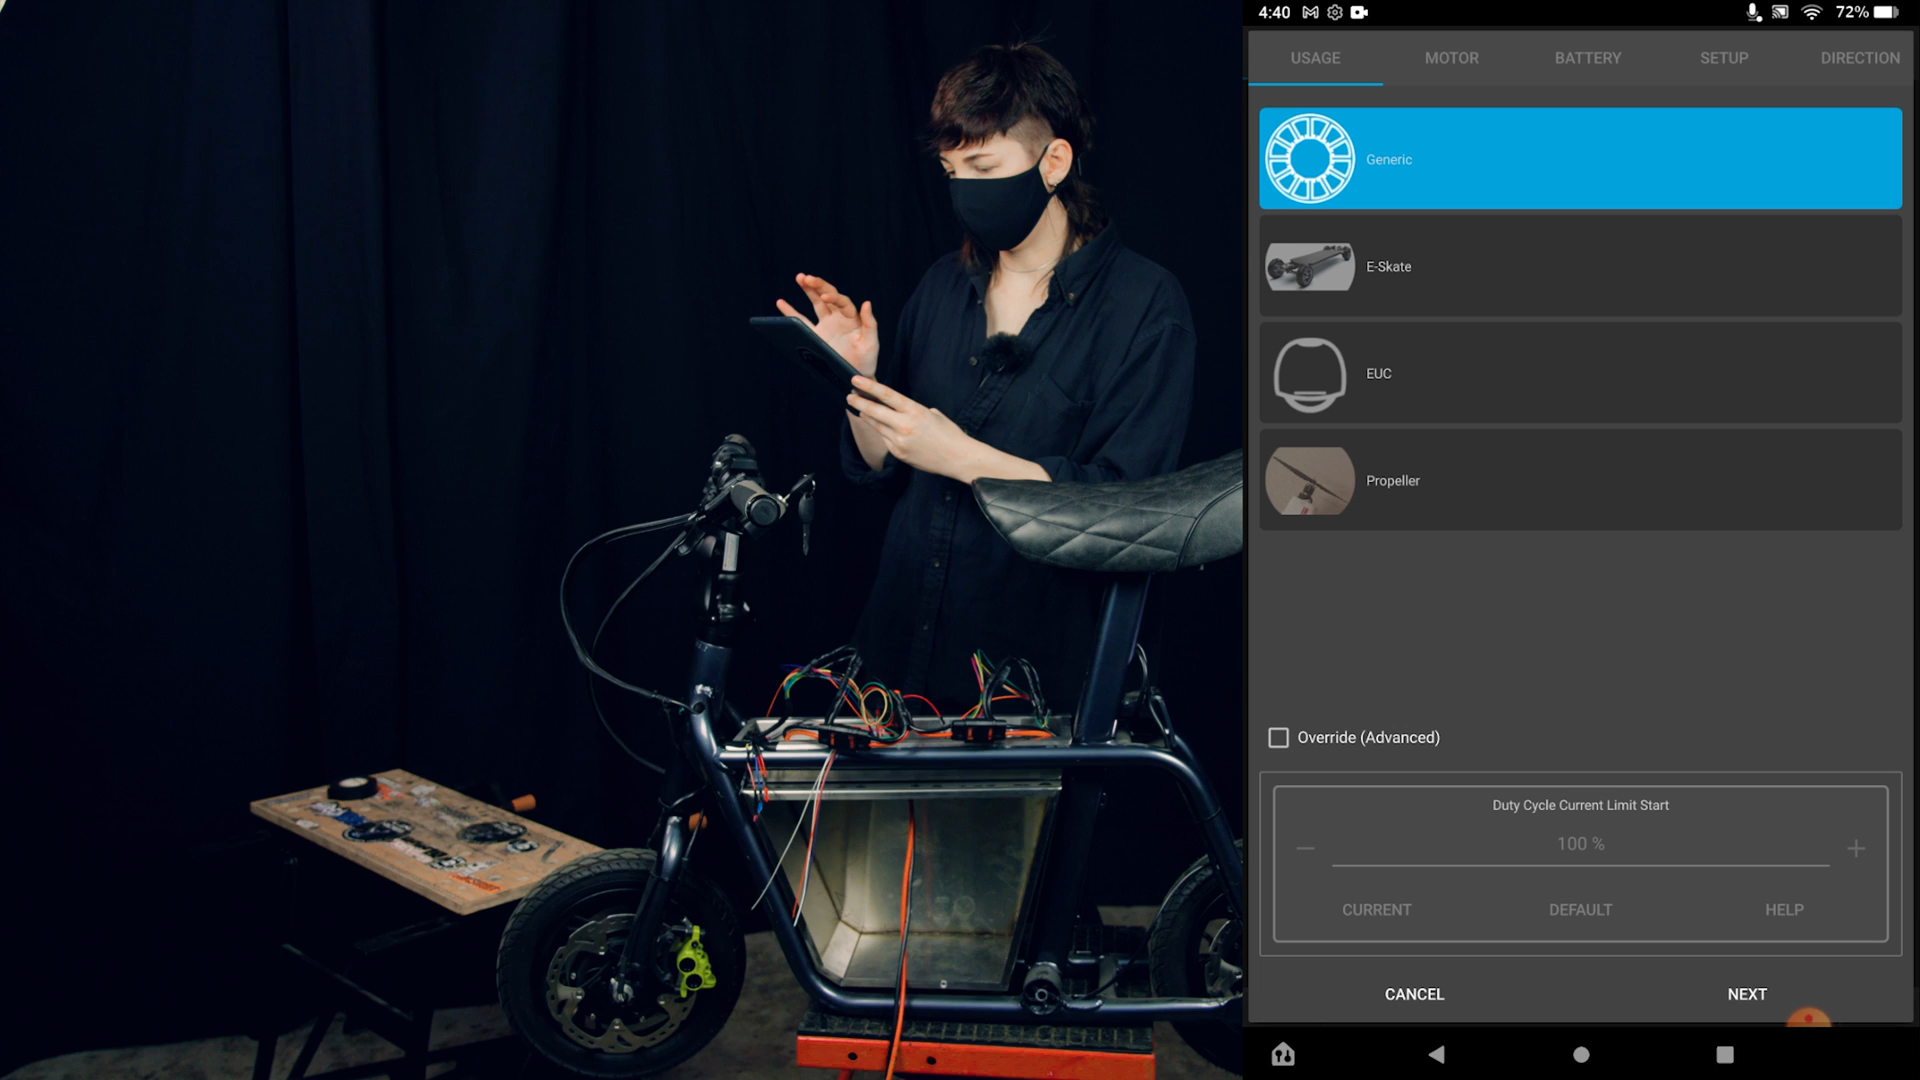 4:40
72%
USAGE MOTOR BATTERY SETUP DIRECTION
Generic
E-Skate
EUC
Propeller
Override (Advanced)
Duty Cycle Current Limit Start
100 %
CURRENT DEFAULT HELP
CANCEL NEXT